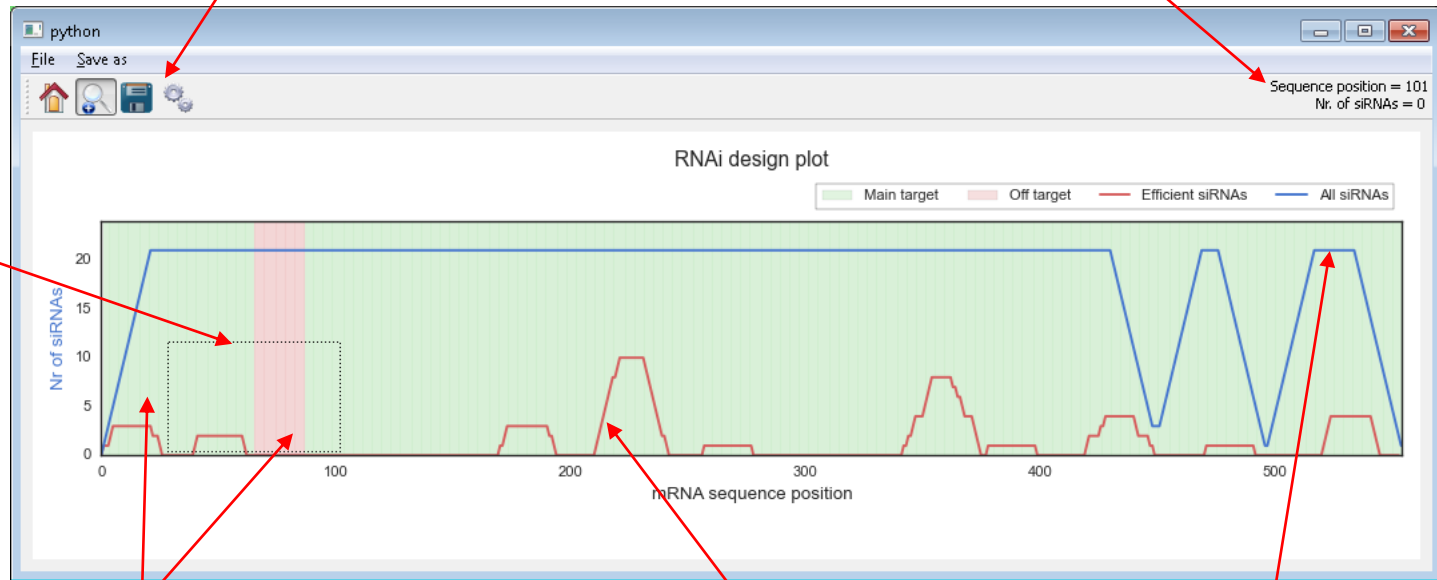 python
File Save as
Sequence position = 101
Nr. of siRNAs = 0
RNAi design plot
Main target Off target Efficient siRNAs All siRNAs
Nr of siRNAs
20
15
10
5
0
0 100 200 300 400 500
mRNA sequence position